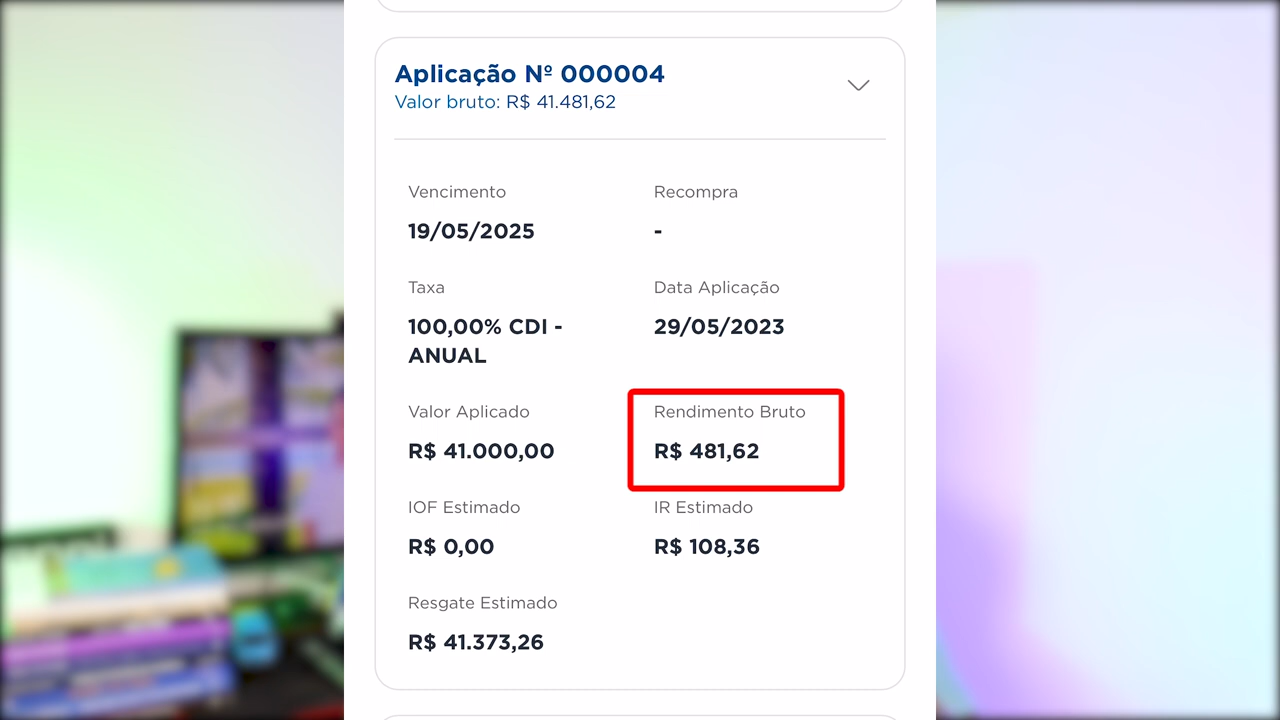 Aplicação Nº 000004
Valor bruto: R$ 41.481,62
Vencimento
Recompra
19/05/2025
-
Taxa
Data Aplicação
100,00% CDI -
ANUAL
29/05/2023
Valor Aplicado
Rendimento Bruto
R$ 41.000,00
R$ 481,62
IOF Estimado
IR Estimado
R$ 0,00
R$ 108,36
Resgate Estimado
R$ 41.373,26